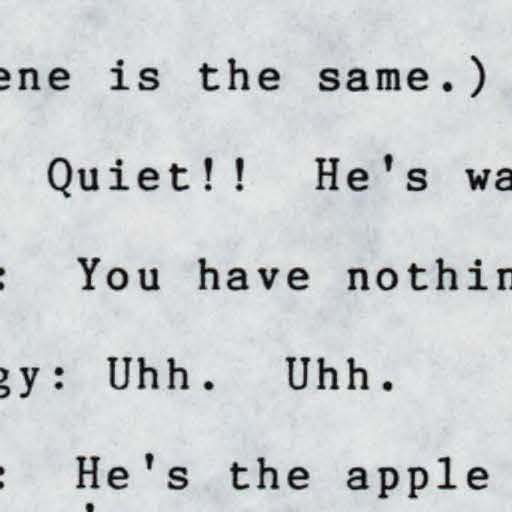 ene is the same.)
Quiet!! He's wa
: You have nothin
gy: Uhh. Uhh.
: He's the apple